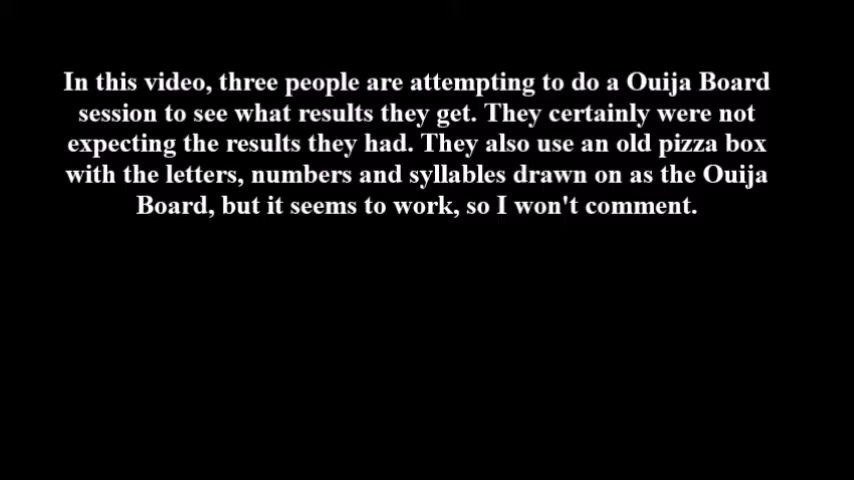 In this video, three people are attempting to do a Ouija Board
session to see what results they get. They certainly were not
expecting the results they had. They also use an old pizza box
with the letters, numbers and syllables drawn on as the Ouija
Board, but it seems to work, so I won't comment.